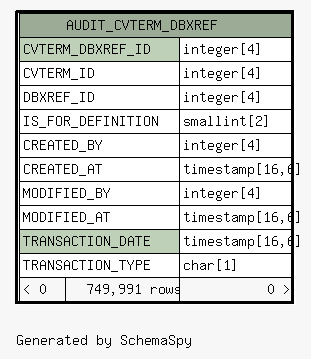 AUDIT_CVTERM_DBXREF
CVTERM_DBXREF_ID integer[4]
CVTERM_ID integer[4]
DBXREF_ID integer[4]
IS_FOR_DEFINITION smallint[2]
CREATED_BY integer[4]
CREATED_AT timestamp[16,6]
MODIFIED_BY integer[4]
MODIFIED_AT timestamp[16,6]
TRANSACTION_DATE timestamp[16,6]
TRANSACTION_TYPE char[1]
< 0 749,991 rows 0 >
Generated by SchemaSpy